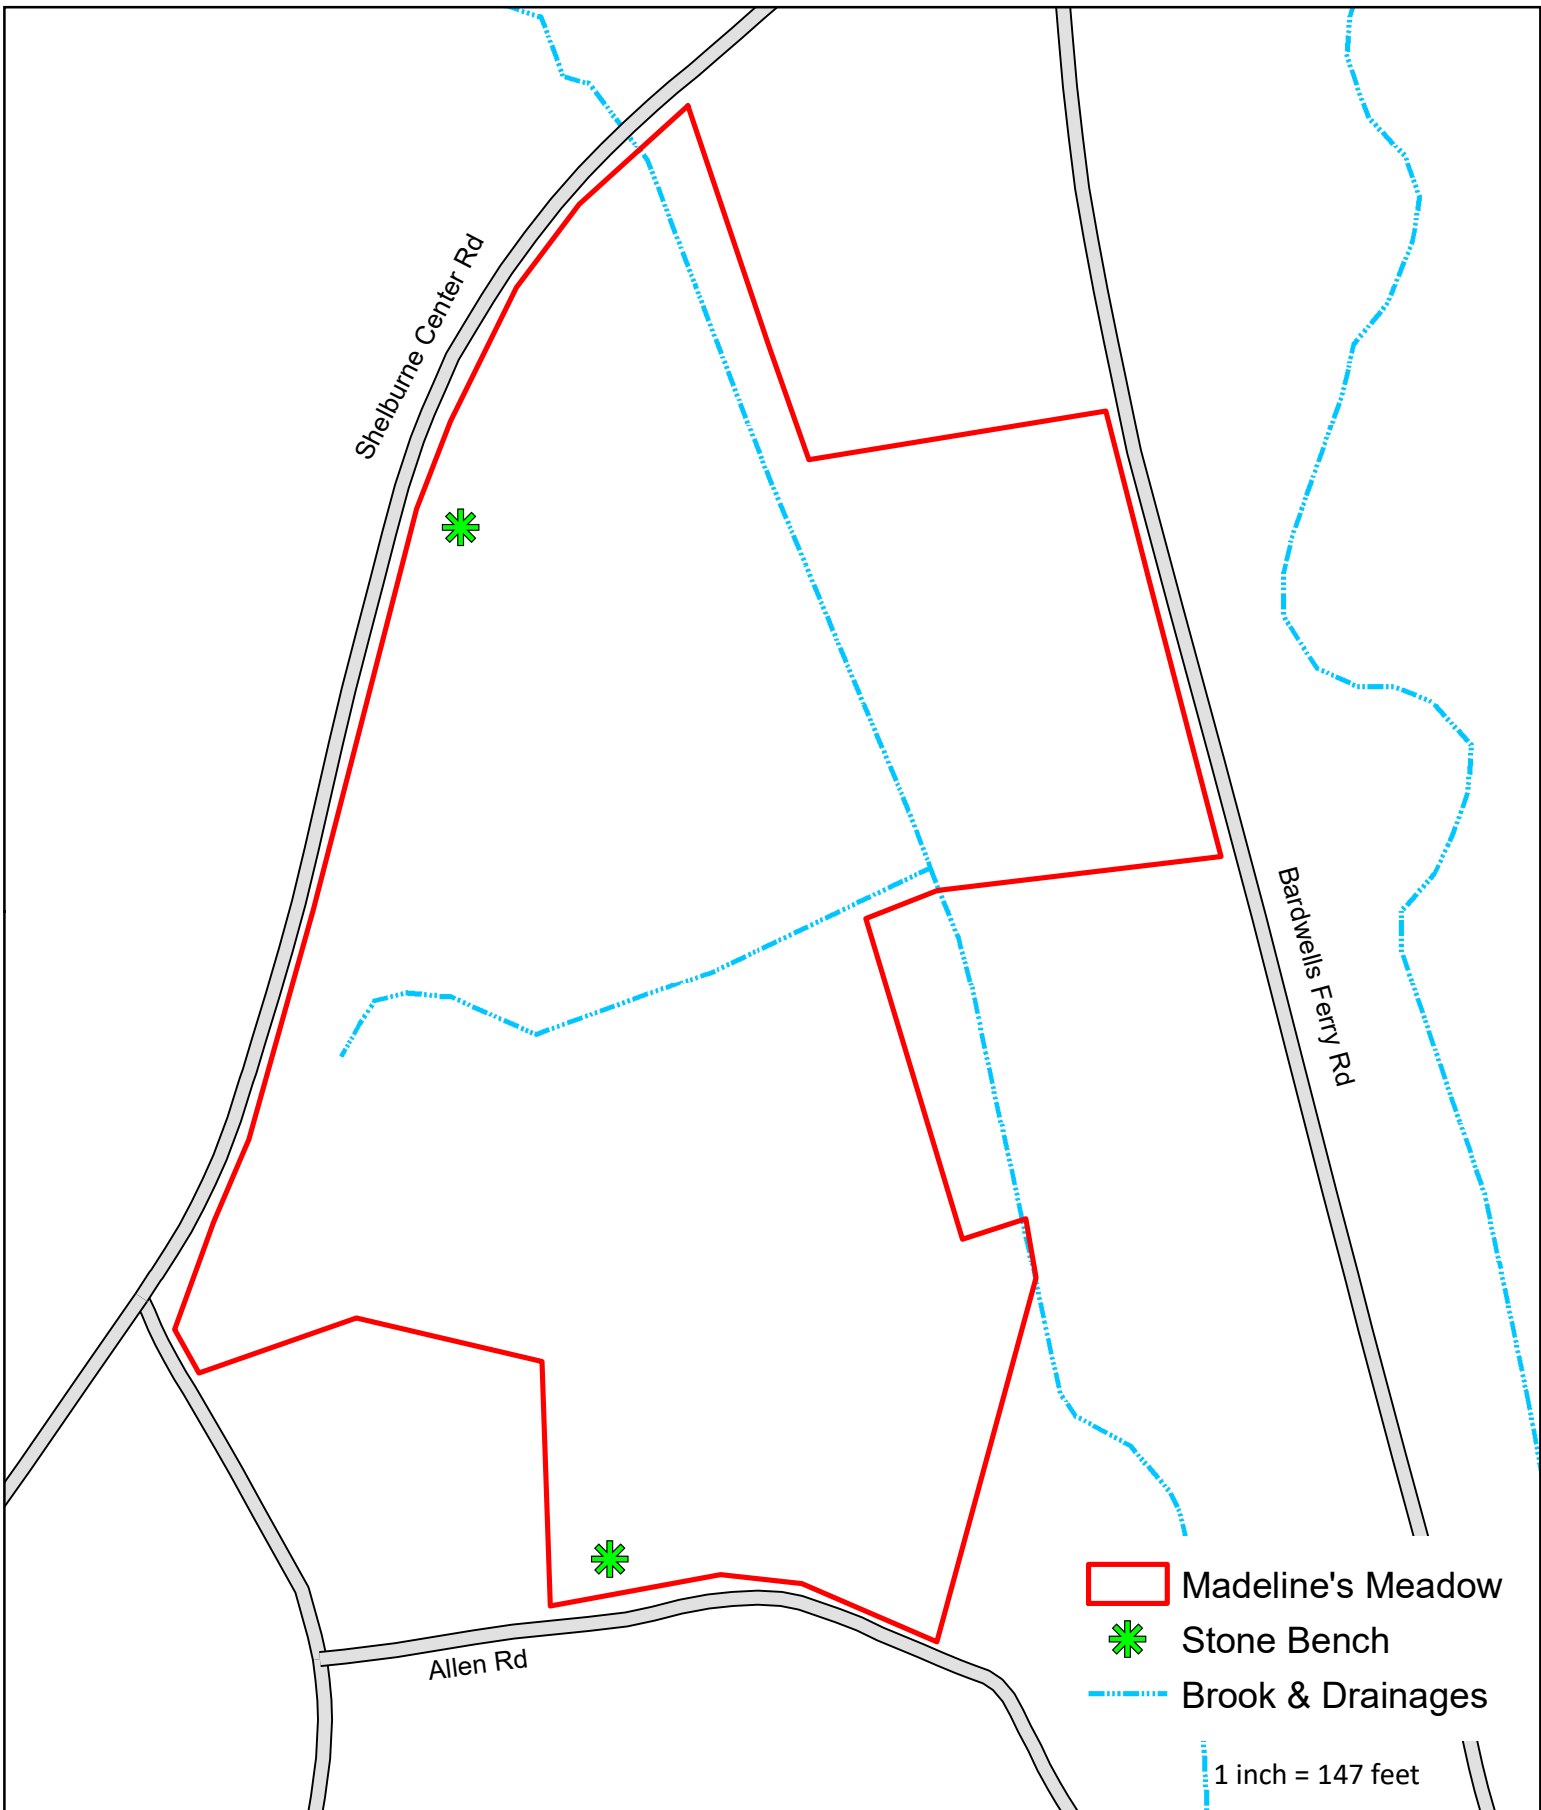 Shelburne Center Rd
Bardwells Ferry Rd
Allen Rd
Madeline's Meadow
Stone Bench
Brook & Drainages
1 inch = 147 feet